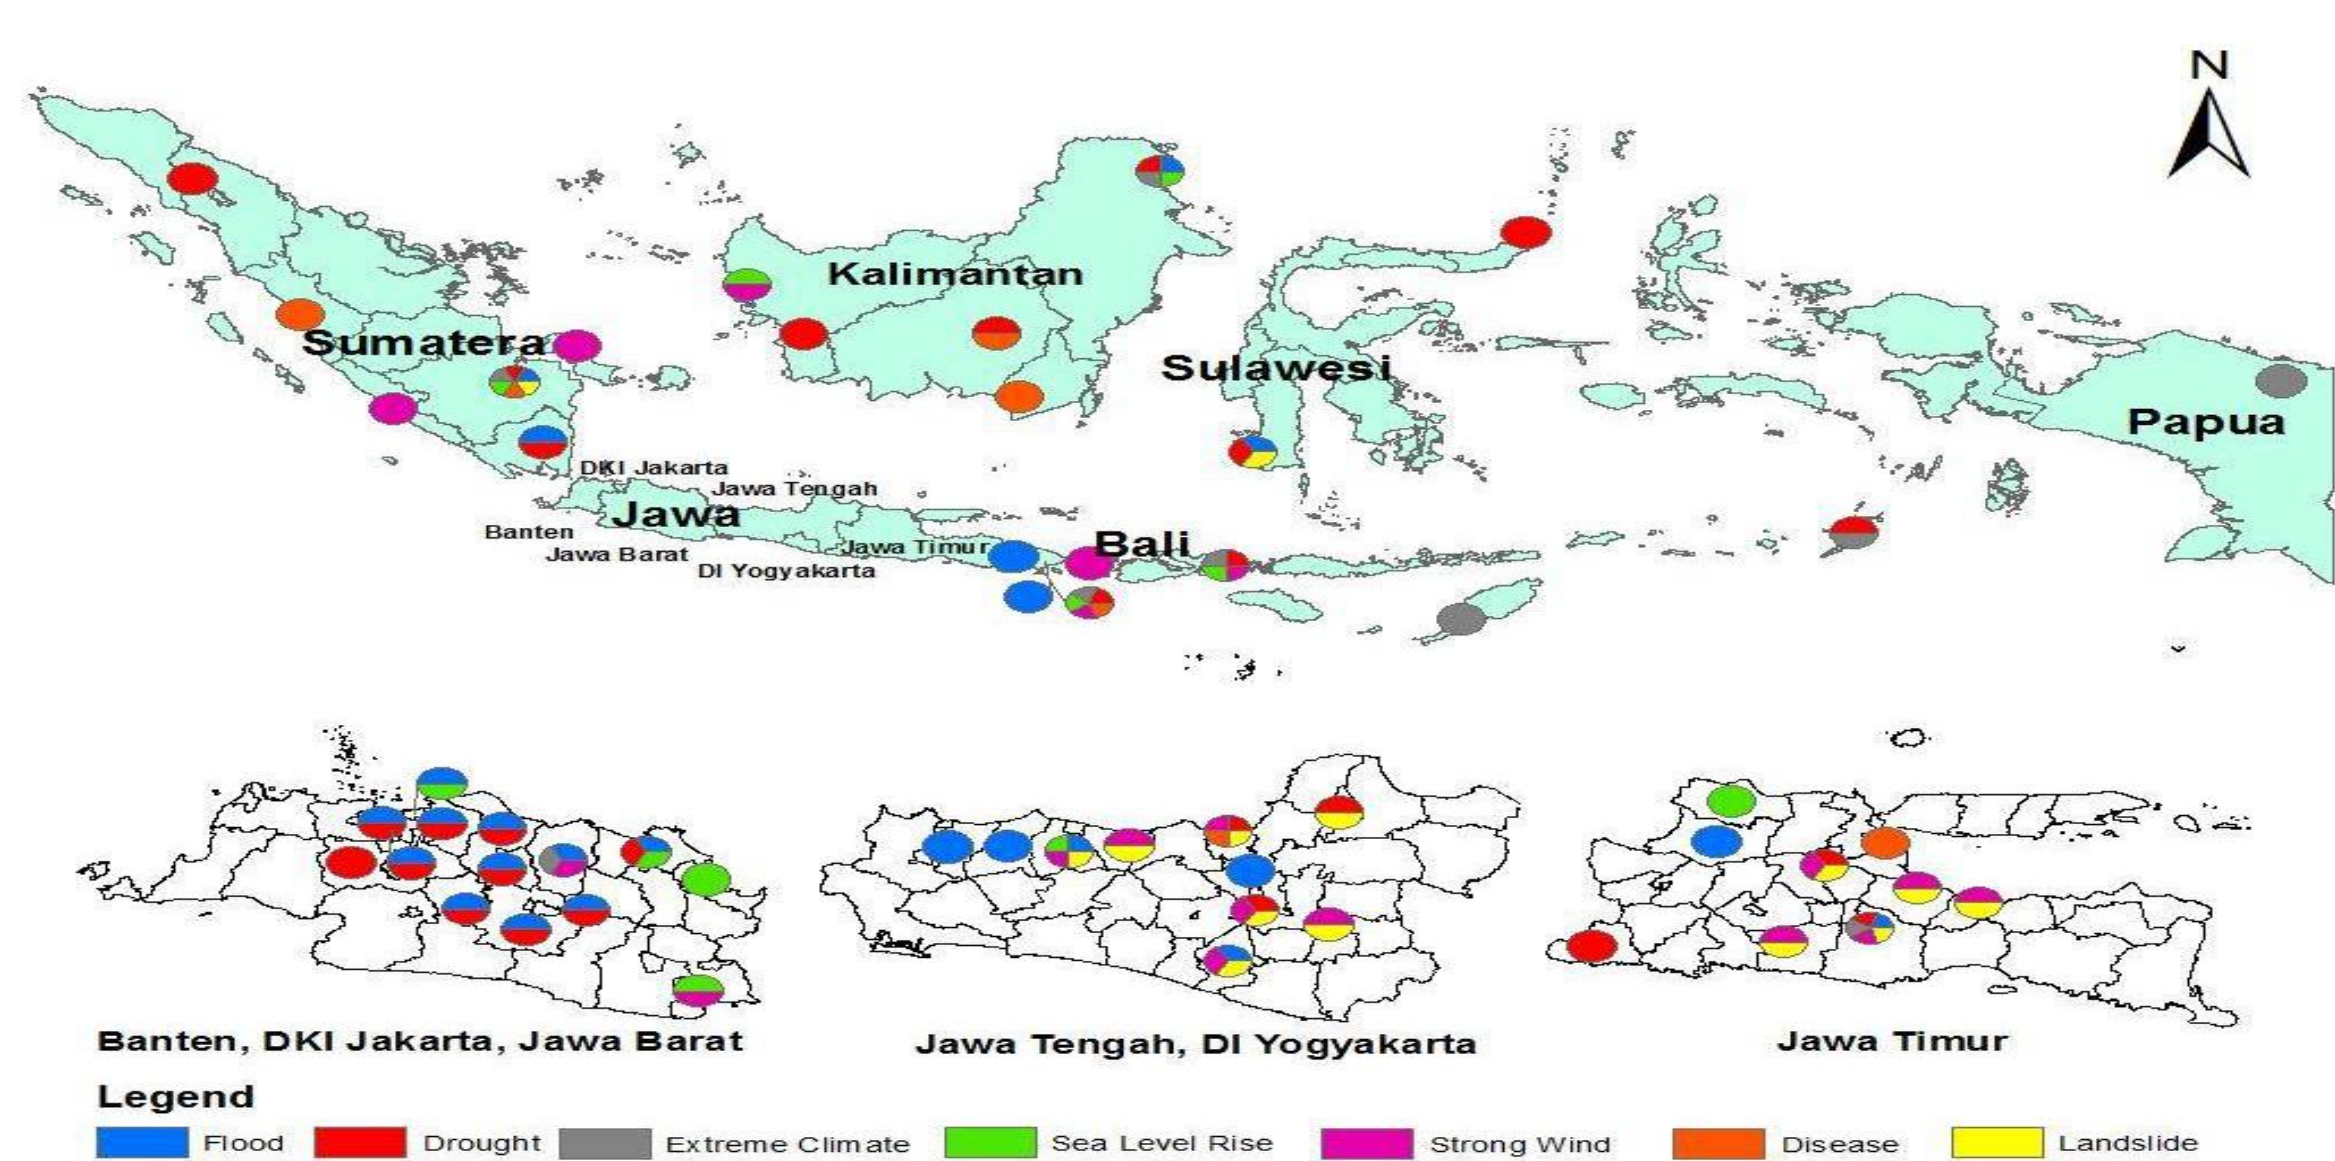 N
Kalimantan
Sumatera
Sulawesi
Papua
DKI Jakarta
Jawa Tengah
Jawa
Banten
Jawa Barat
Jawa Timur
Bali
DI Yogyakarta
Banten, DKI Jakarta, Jawa Barat
Jawa Tengah, DI Yogyakarta
Jawa Timur
Legend
Flood Drought Extreme Climate Sea Level Rise Strong Wind Disease Landslide